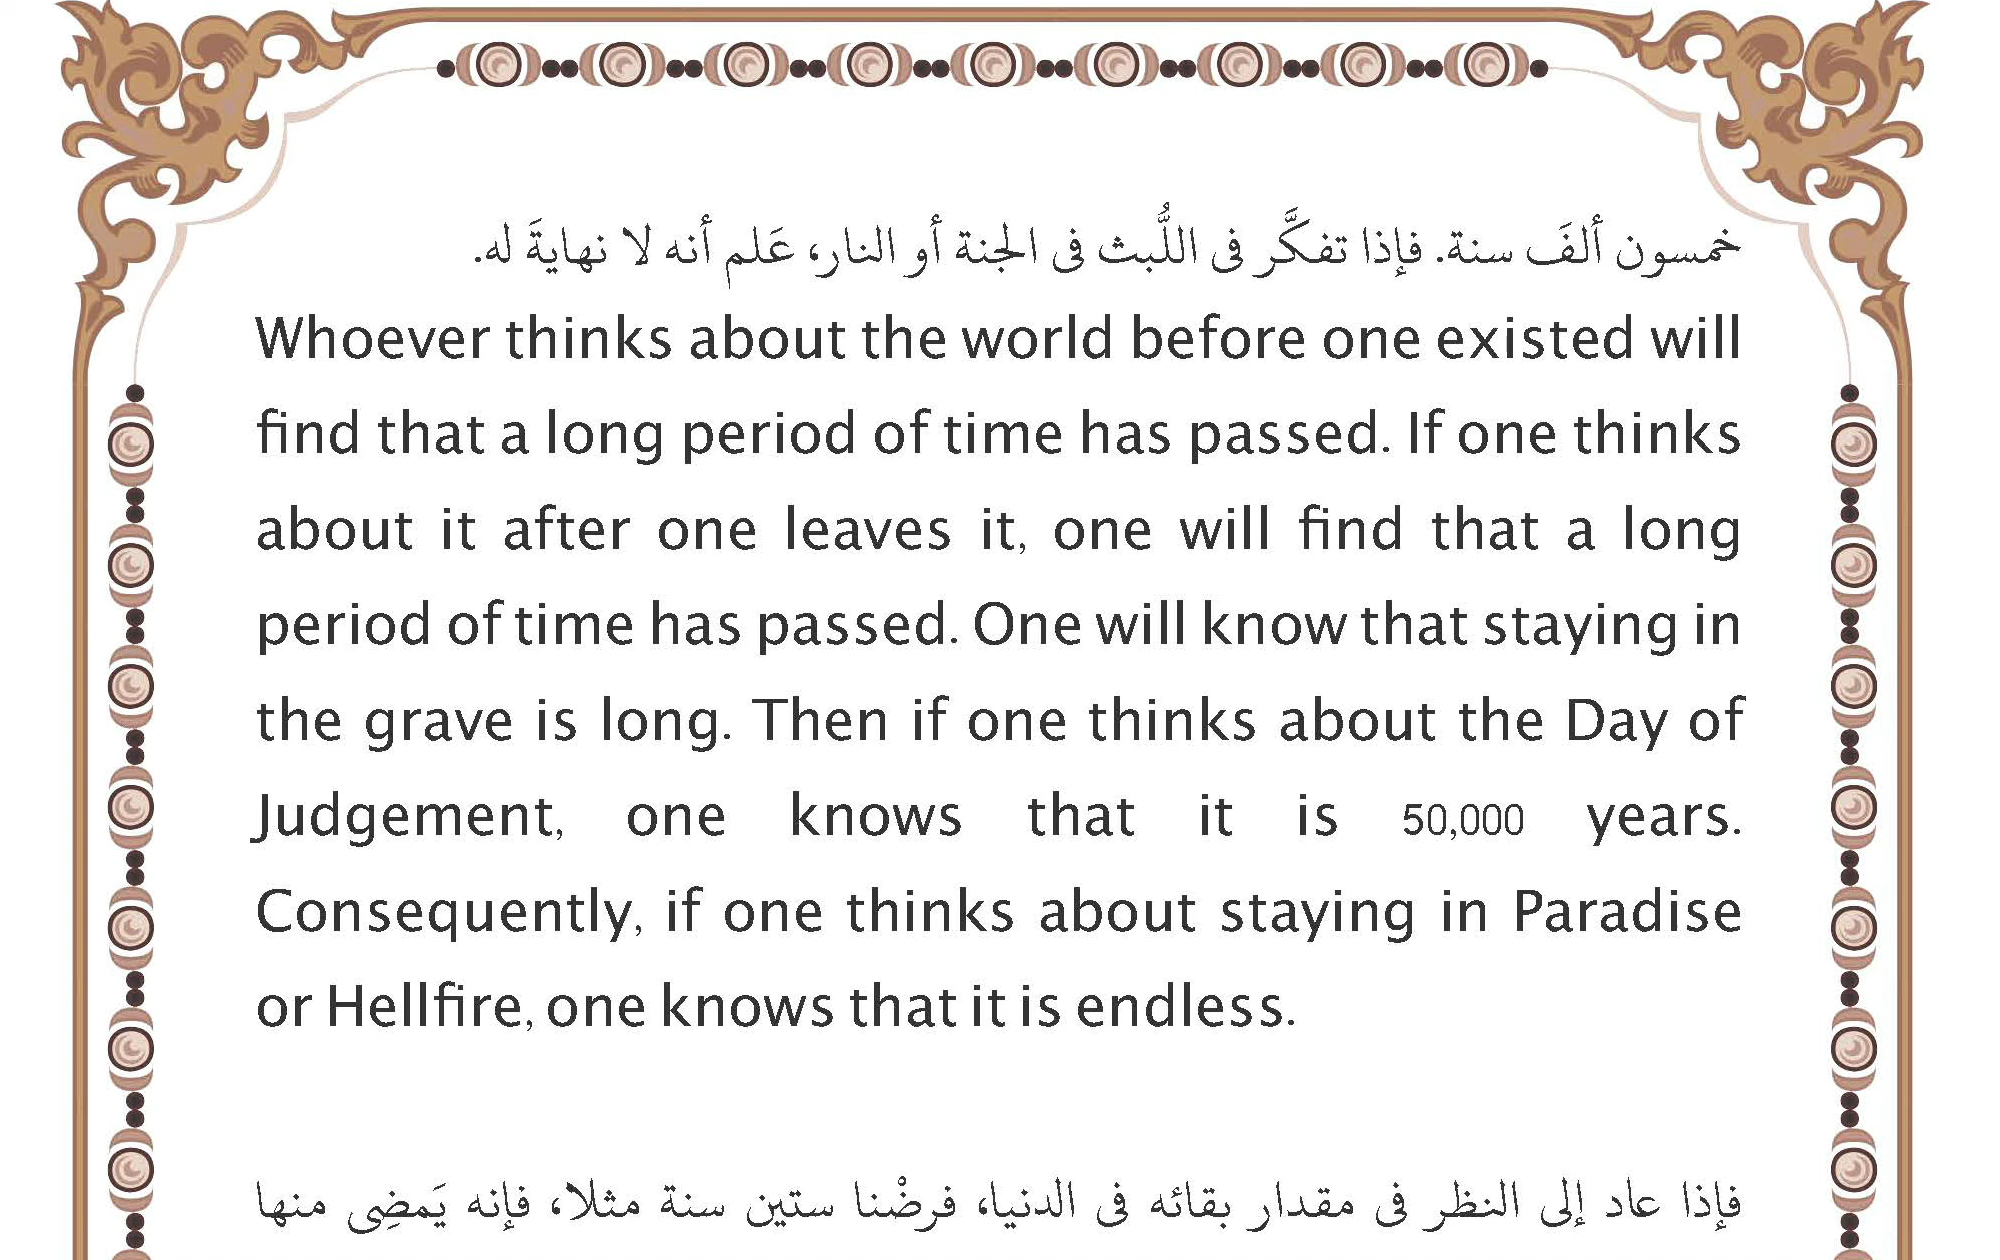 خمسون ألفَ سنة. فإذا تفكَّر فى اللُّبث فى الجنة أو النار، عَلم أنه لا نهايةَ له.
Whoever thinks about the world before one existed will
find that a long period of time has passed. If one thinks
about it after one leaves it, one will find that a long
period of time has passed. One will know that staying in
the grave is long. Then if one thinks about the Day of
Judgement, one knows that it is 50,000 years.
Consequently, if one thinks about staying in Paradise
or Hellfire, one knows that it is endless.
فإذا عاد إلى النظر فى مقدار بقائه فى الدنيا، فرضْنا ستين سنة مثلا، فإنه يَمضِى منها